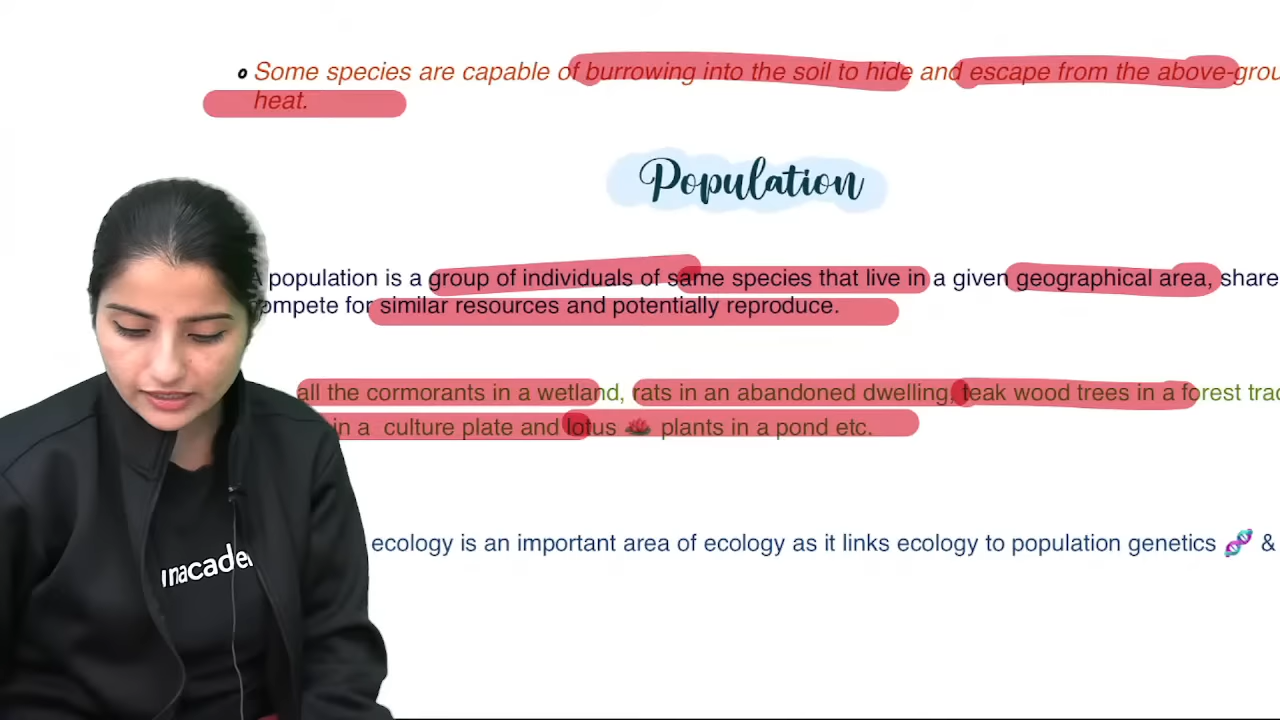 Some species are capable of burrowing into the soil to hide and escape from the above-grou
heat.
Population
population is a group of individuals of same species that live in a given geographical area, share
ompete for similar resources and potentially reproduce.
all the cormorants in a wetland, rats in an abandoned dwelling, teak wood trees in a forest trac
in a culture plate and lotus 🪷 plants in a pond etc.
ecology is an important area of ecology as it links ecology to population genetics 🧬 &
unacade